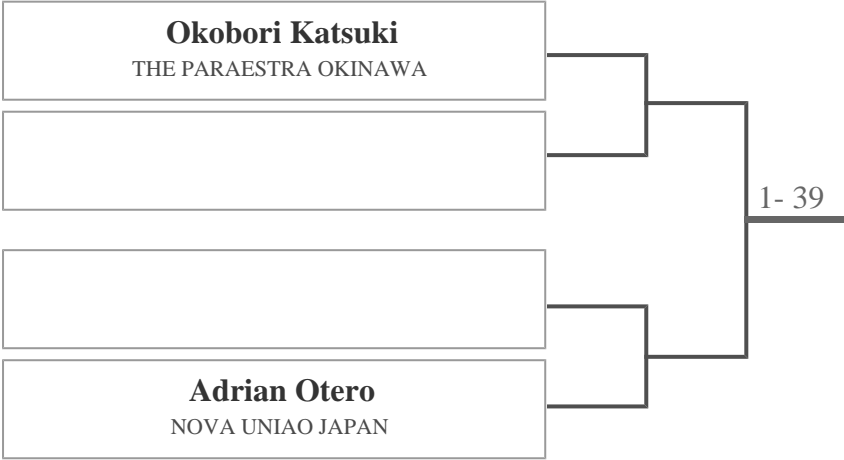 Okobori Katsuki
THE PARAESTRA OKINAWA
1- 39
Adrian Otero
NOVA UNIAO JAPAN